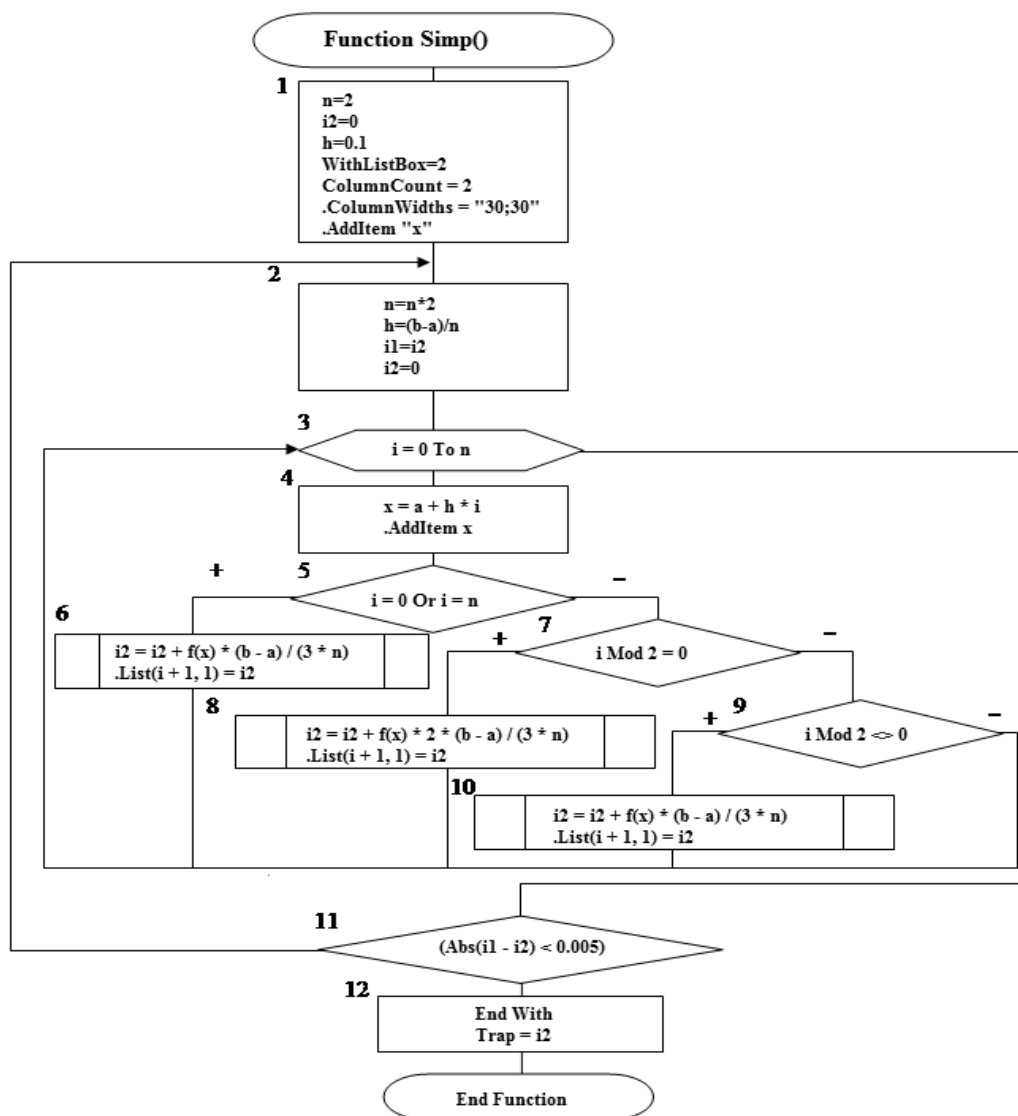 Function Simp()
1
n=2
i2=0
h=0.1
WithListBox=2
ColumnCount = 2
.ColumnWidths = "30;30"
.AddItem "x"
2
n=n*2
h=(b-a)/n
i1=i2
i2=0
3
i = 0 To n
4
x = a + h * i
.AddItem x
+
5
−
i = 0 Or i = n
6
i2 = i2 + f(x) * (b - a) / (3 * n)
.List(i + 1, 1) = i2
+
7
−
i Mod 2 = 0
8
i2 = i2 + f(x) * 2 * (b - a) / (3 * n)
.List(i + 1, 1) = i2
+
9
−
i Mod 2 <> 0
10
i2 = i2 + f(x) * (b - a) / (3 * n)
.List(i + 1, 1) = i2
11
(Abs(i1 - i2) < 0.005)
12
End With
Trap = i2
End Function